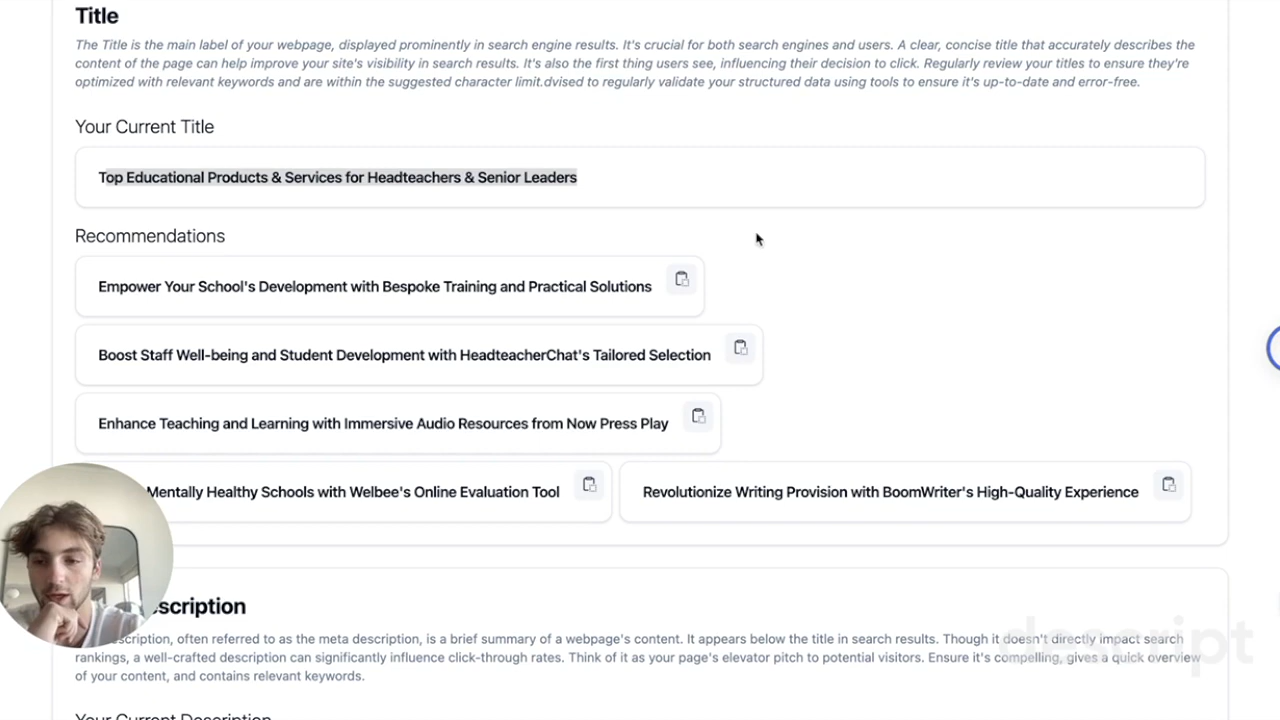 Title
The Title is the main label of your webpage, displayed prominently in search engine results. It's crucial for both search engines and users. A clear, concise title that accurately describes the
content of the page can help improve your site's visibility in search results. It's also the first thing users see, influencing their decision to click. Regularly review your titles to ensure they're
optimized with relevant keywords and are within the suggested character limit.dvised to regularly validate your structured data using tools to ensure it's up-to-date and error-free.
Your Current Title
Top Educational Products & Services for Headteachers & Senior Leaders
Recommendations
Empower Your School's Development with Bespoke Training and Practical Solutions
Boost Staff Well-being and Student Development with HeadteacherChat's Tailored Selection
Enhance Teaching and Learning with Immersive Audio Resources from Now Press Play
Mentally Healthy Schools with Welbee's Online Evaluation Tool
Revolutionize Writing Provision with BoomWriter's High-Quality Experience
scription
scription, often referred to as the meta description, is a brief summary of a webpage's content. It appears below the title in search results. Though it doesn't directly impact search
rankings, a well-crafted description can significantly influence click-through rates. Think of it as your page's elevator pitch to potential visitors. Ensure it's compelling, gives a quick overview
of your content, and contains relevant keywords.
Your Current Description
descript